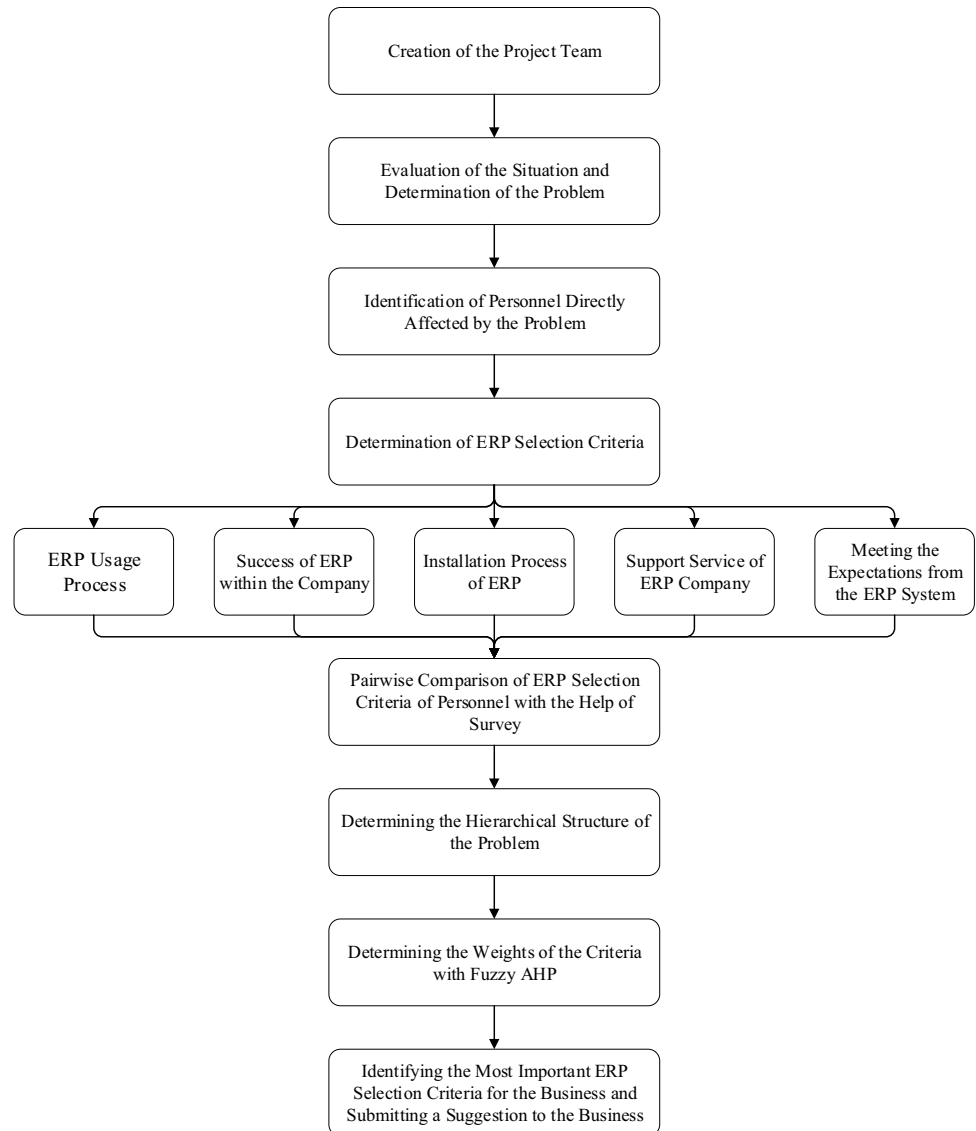 Creation of the Project Team
Evaluation of the Situation and
Determination of the Problem
Identification of Personnel Directly
Affected by the Problem
Determination of ERP Selection Criteria
ERP Usage
Process
Success of ERP
within the Company
Installation Process
of ERP
Support Service of
ERP Company
Meeting the
Expectations from
the ERP System
Pairwise Comparison of ERP Selection
Criteria of Personnel with the Help of
Survey
Determining the Hierarchical Structure of
the Problem
Determining the Weights of the Criteria
with Fuzzy AHP
Identifying the Most Important ERP
Selection Criteria for the Business and
Submitting a Suggestion to the Business